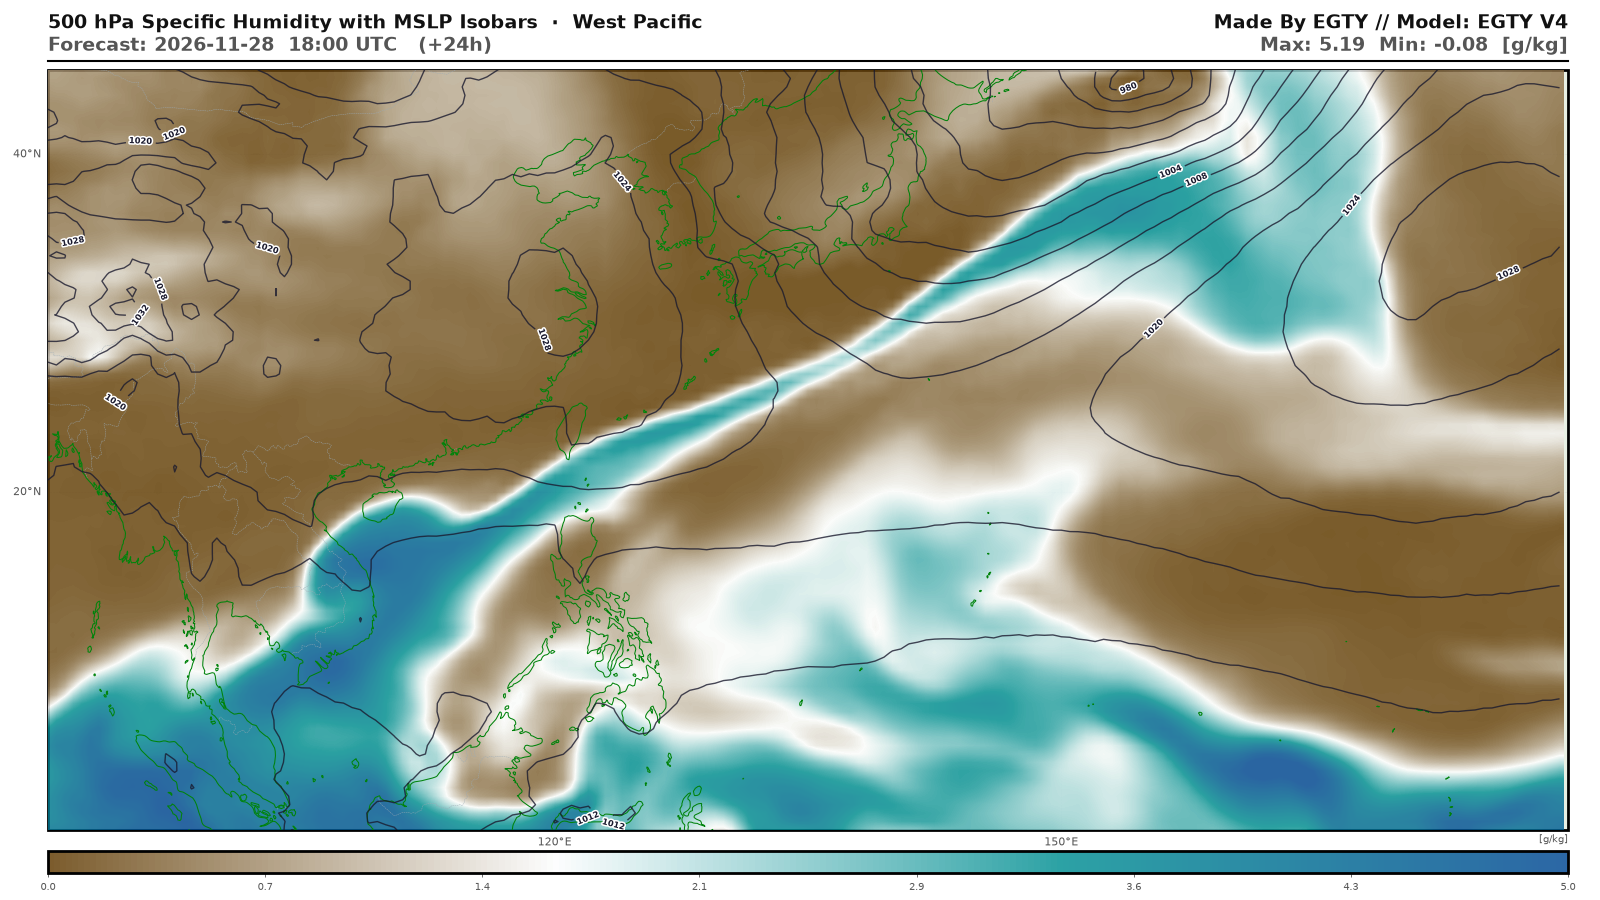 500 hPa Specific Humidity with MSLP Isobars · West Pacific
Made By EGTY // Model: EGTY V4
Forecast: 2026-11-28 18:00 UTC (+24h)
Max: 5.19 Min: -0.08 [g/kg]
980
1020
1020
40°N
1004
1008
1024
1024
1028
1020
1028
1028
1032
1020
1028
1020
20°N
1012
1012
120°E
150°E
[g/kg]
0.0
0.7
1.4
2.1
2.9
3.6
4.3
5.0